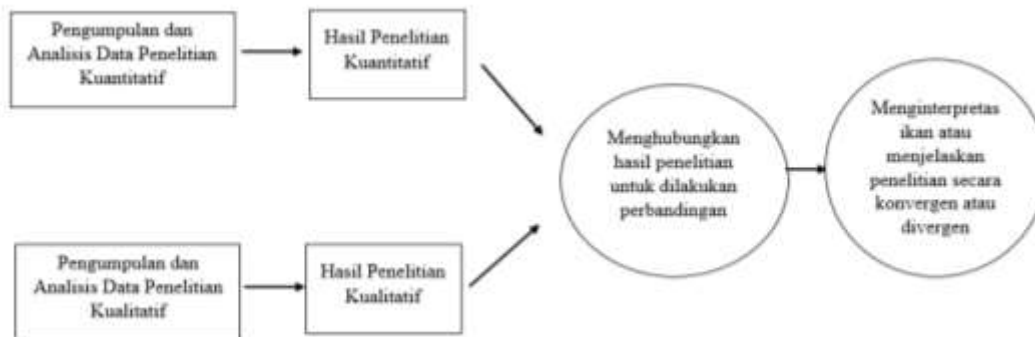 Pengumpulan dan
Analisis Data Penelitian
Kuantitatif
Hasil Penelitian
Kuantitatif
Pengumpulan dan
Analisis Data Penelitian
Kualitatif
Hasil Penelitian
Kualitatif
Menghubungkan
hasil penelitian
untuk dilakukan
perbandingan
Menginterpretas
ikan atau
menjelaskan
penelitian secara
konvergen atau
divergen